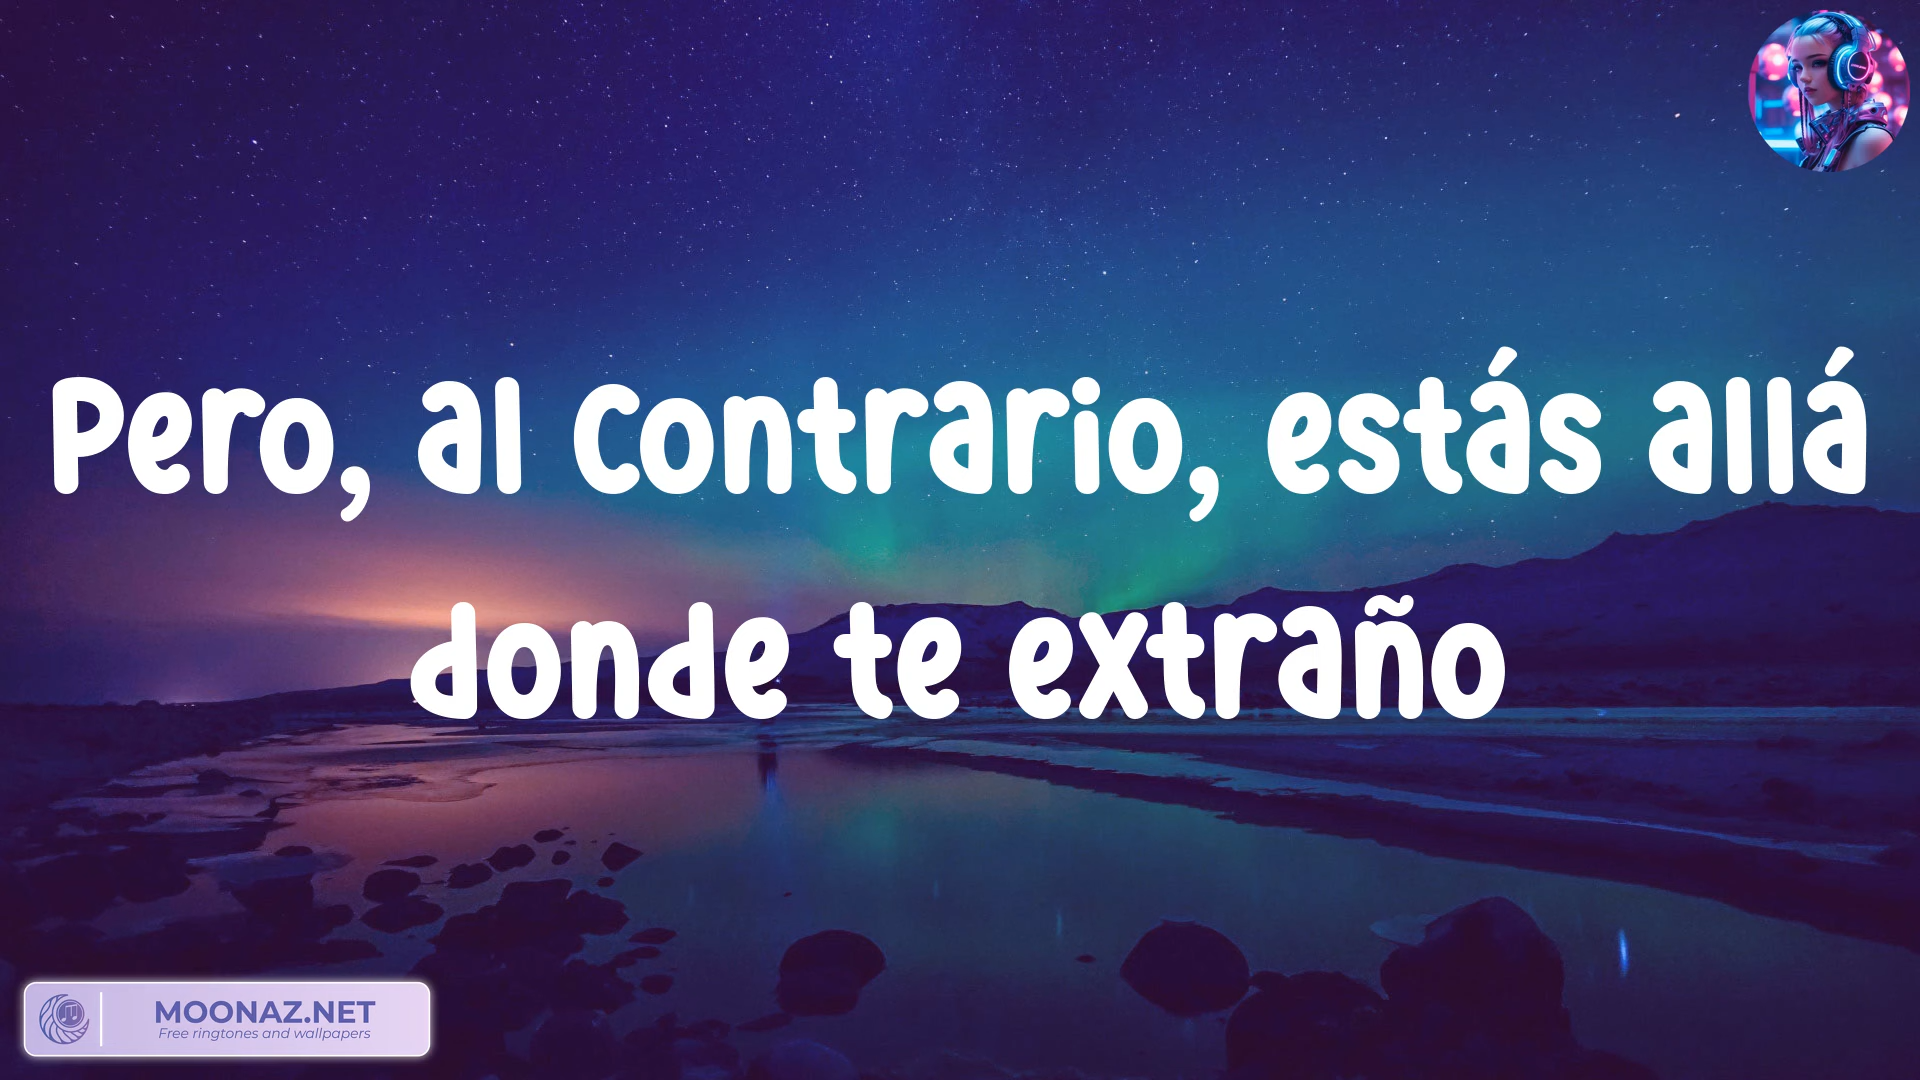 Pero, al contrario, estás allá
donde te extraño
MOONAZ.NET
Free ringtones and wallpapers